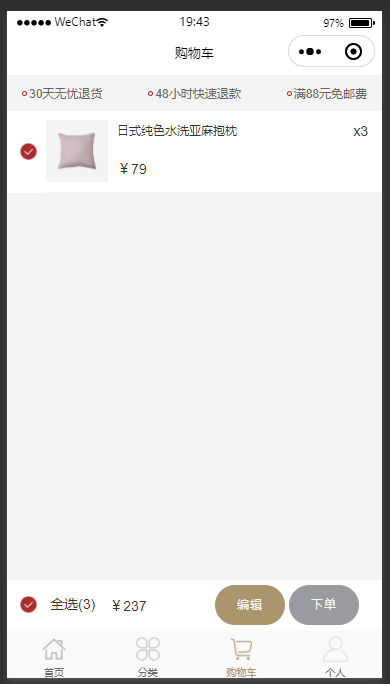 WeChat 19:43 97%
购物车
30天无忧退货 48小时快速退款 满88元免邮费
日式纯色水洗亚麻抱枕 x3
￥79
全选(3) ￥237 编辑 下单
首页 分类 购物车 个人